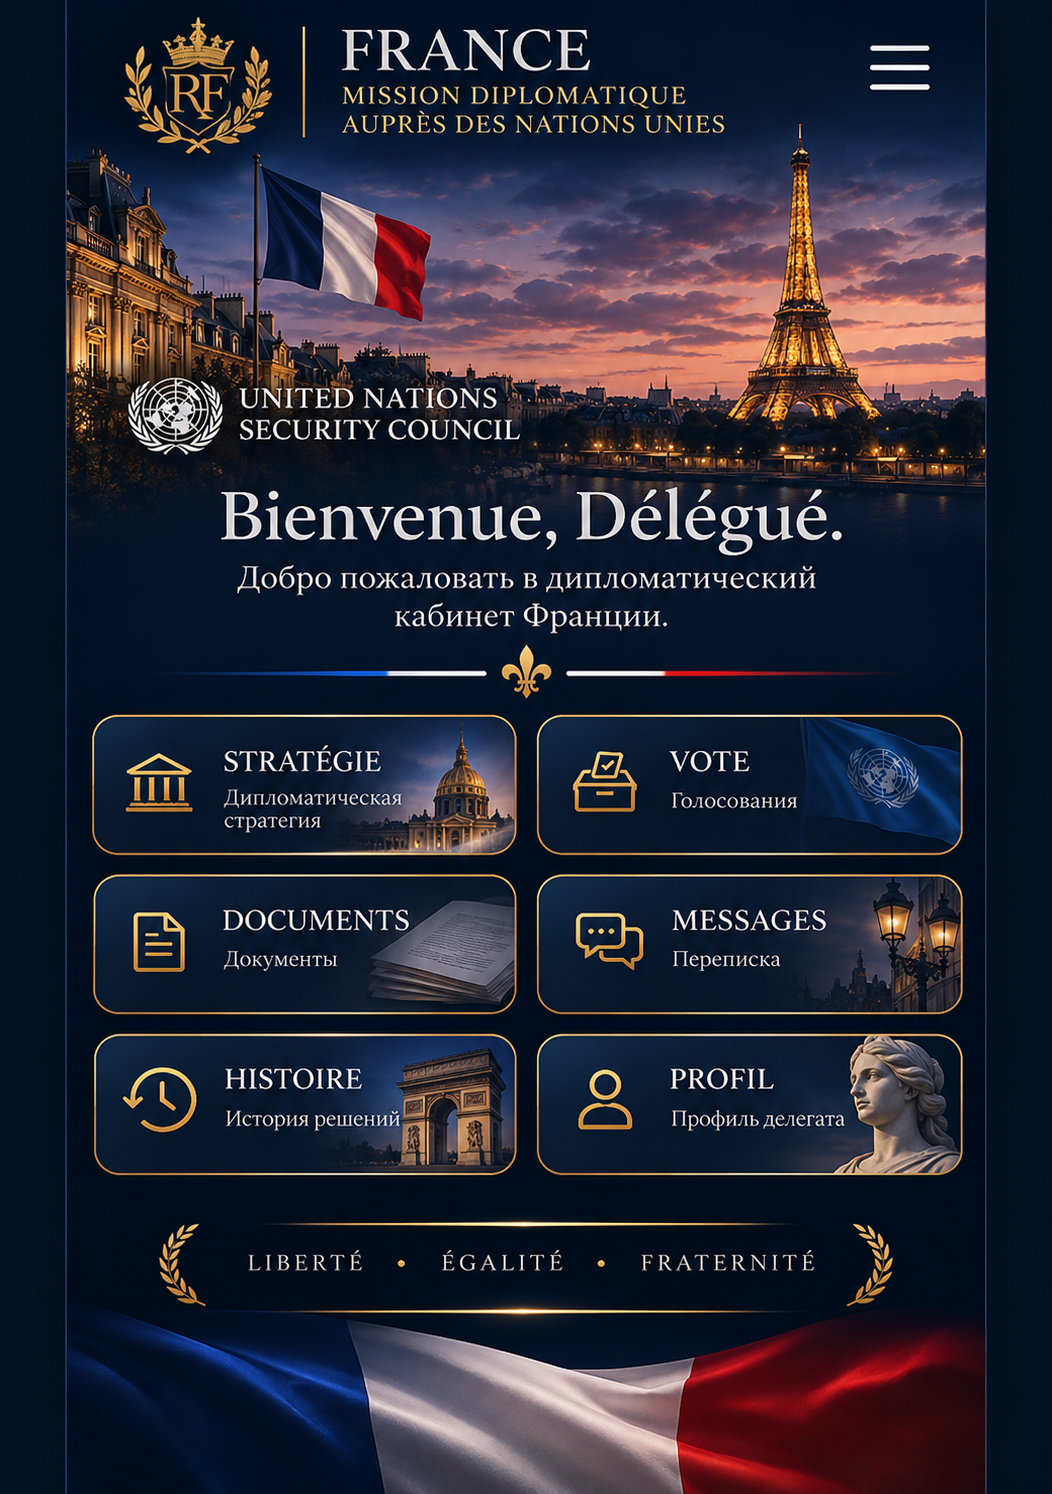 RF
FRANCE
MISSION DIPLOMATIQUE
AUPRÈS DES NATIONS UNIES
UNITED NATIONS
SECURITY COUNCIL
Bienvenue, Délégué.
Добро пожаловать в дипломатический
кабинет Франции.
STRATÉGIE
Дипломатическая
стратегия
VOTE
Голосования
DOCUMENTS
Документы
MESSAGES
Переписка
HISTOIRE
История решений
PROFIL
Профиль делегата
LIBERTÉ • ÉGALITÉ • FRATERNITÉ